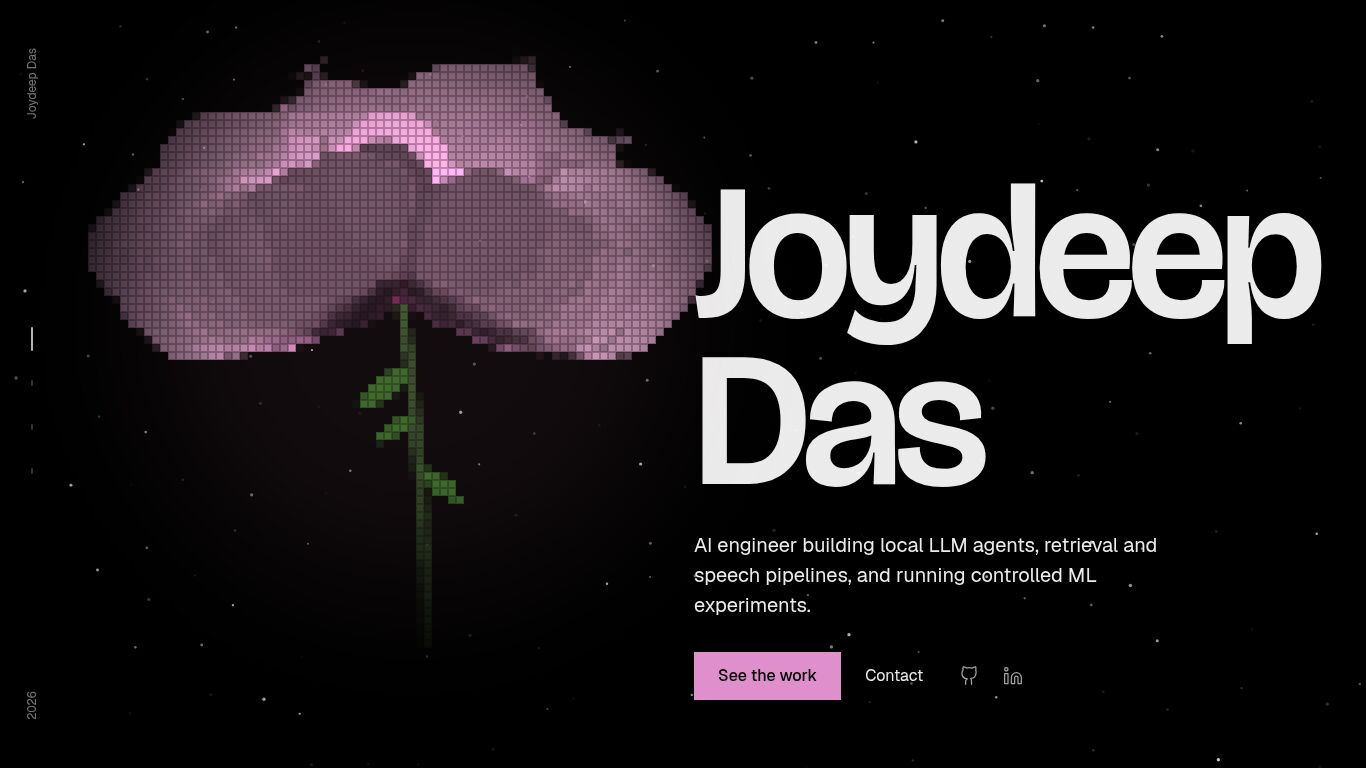 Joydeep Das
Joydeep
Das
AI engineer building local LLM agents, retrieval and
speech pipelines, and running controlled ML
experiments.
See the work
Contact
2026